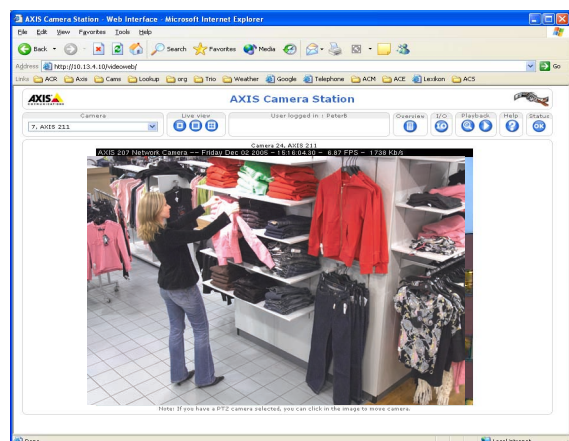 AXIS Camera Station - Web Interface - Microsoft Internet Explorer
File Edit View Favorites Tools Help
Back Search Favorites Media
Address http://10.13.4.10/videoweb/ Go
Links ACR Axis Cams Lookup org Trio Weather Google Telephone ACM ACE Lexikon AC5
AXIS COMMUNICATIONS
AXIS Camera Station
Camera Live view User logged in : PeterB Overview I/O Playback Help Status
7, AXIS 211
OK
Camera 24, AXIS 211
AXIS 207 Network Camera -- Friday Dec 02 2005 - 15:16:04.30 - 6.87 FPS - 1738 Kb/s
Note: If you have a PTZ camera selected, you can click in the image to move camera.
Done Local intranet